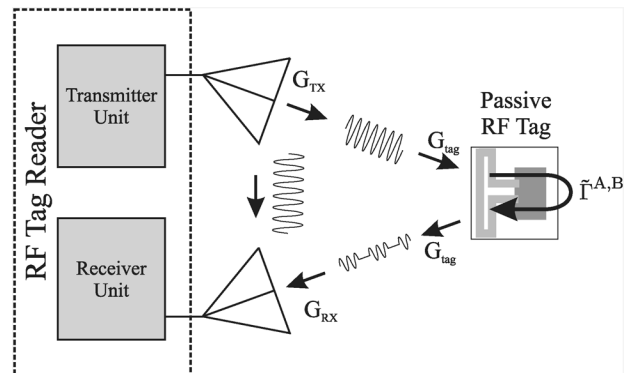 RF Tag Reader
Transmitter
Unit
Receiver
Unit
G_TX
G_tag
Passive
RF Tag
Γ̃^A,B
G_tag
G_RX